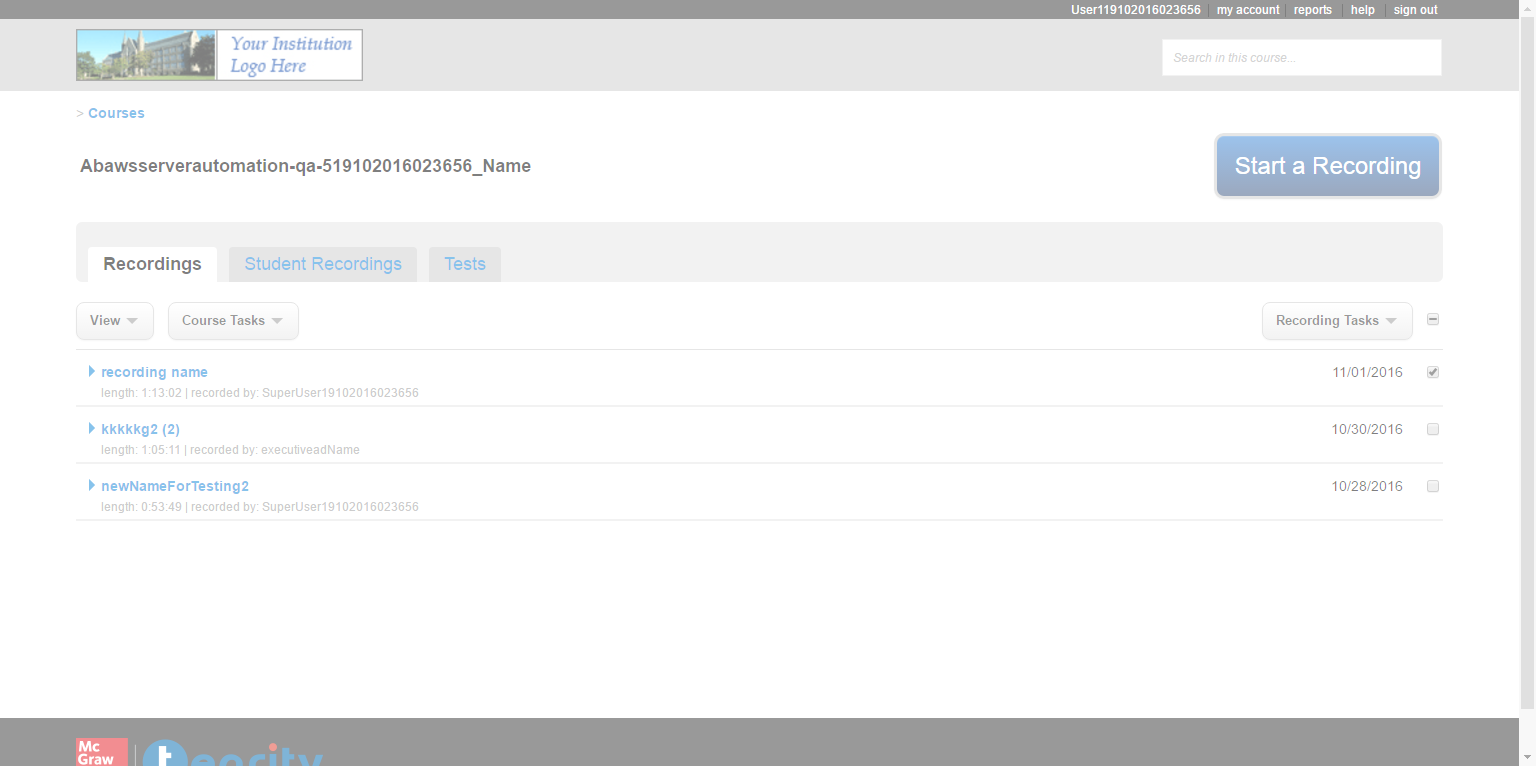 User119102016023656 | my account | reports | help | sign out
Your Institution
Logo Here
Search in this course...
> Courses
Abawsserverautomation-qa-519102016023656_Name
Start a Recording
Recordings
Student Recordings
Tests
View
Course Tasks
Recording Tasks
recording name
11/01/2016
length: 1:13:02 | recorded by: SuperUser19102016023656
kkkkkg2 (2)
10/30/2016
length: 1:05:11 | recorded by: executiveadName
newNameForTesting2
10/28/2016
length: 0:53:49 | recorded by: SuperUser19102016023656
Mc
Graw